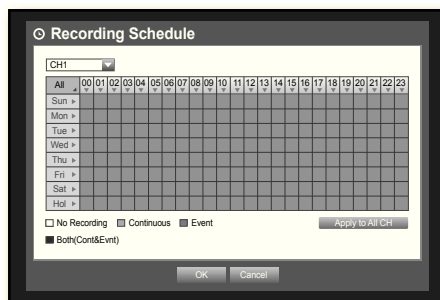 Recording Schedule
CH1
All 00 01 02 03 04 05 06 07 08 09 10 11 12 13 14 15 16 17 18 19 20 21 22 23
Sun
Mon
Tue
Wed
Thu
Fri
Sat
Hol
No Recording Continuous Event Apply to All CH
Both(Cont&Evnt)
OK Cancel